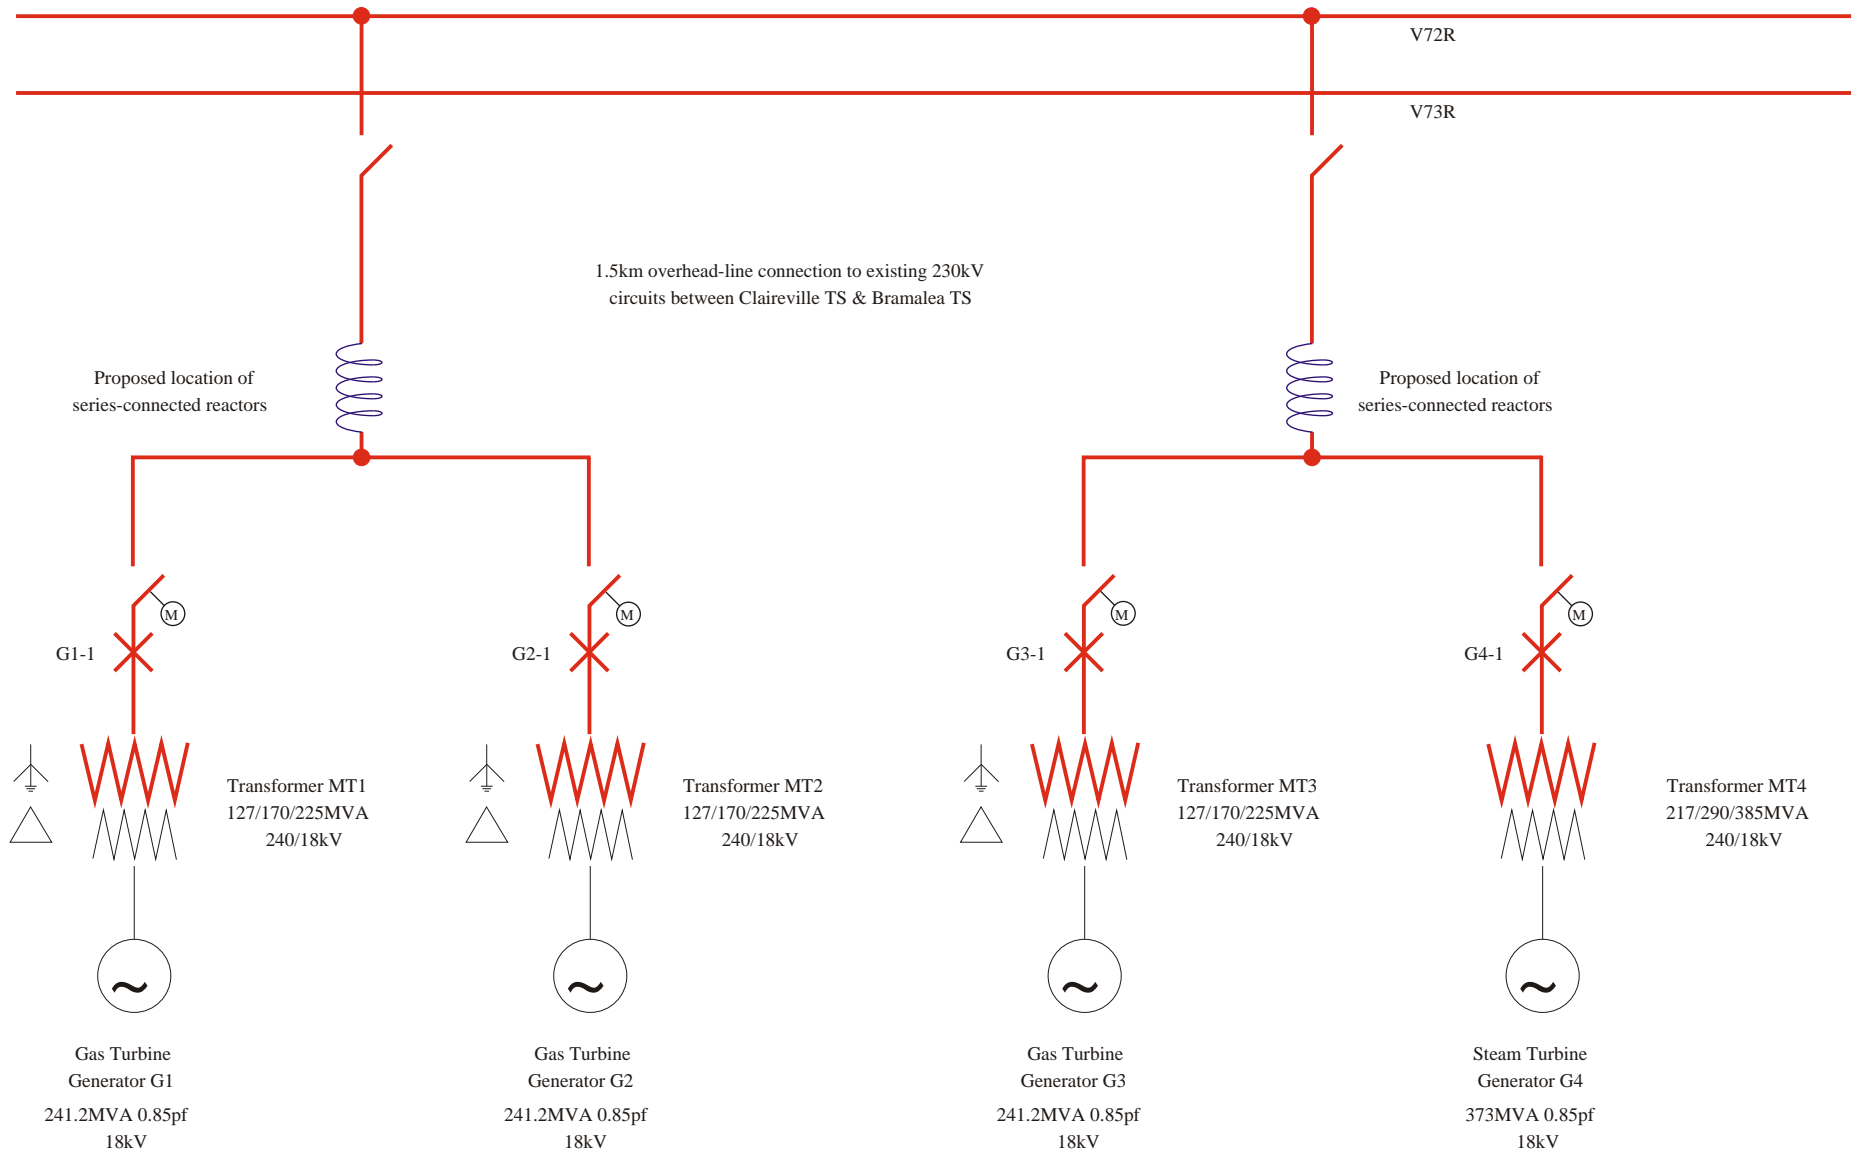 V72R
V73R
1.5km overhead-line connection to existing 230kV
circuits between Claireville TS & Bramalea TS
Proposed location of
series-connected reactors
Proposed location of
series-connected reactors
M
M
M
M
G1-1
G2-1
G3-1
G4-1
Transformer MT1
127/170/225MVA
240/18kV
Transformer MT2
127/170/225MVA
240/18kV
Transformer MT3
127/170/225MVA
240/18kV
Transformer MT4
217/290/385MVA
240/18kV
~
~
~
~
Gas Turbine
Generator G1
241.2MVA 0.85pf
18kV
Gas Turbine
Generator G2
241.2MVA 0.85pf
18kV
Gas Turbine
Generator G3
241.2MVA 0.85pf
18kV
Steam Turbine
Generator G4
373MVA 0.85pf
18kV